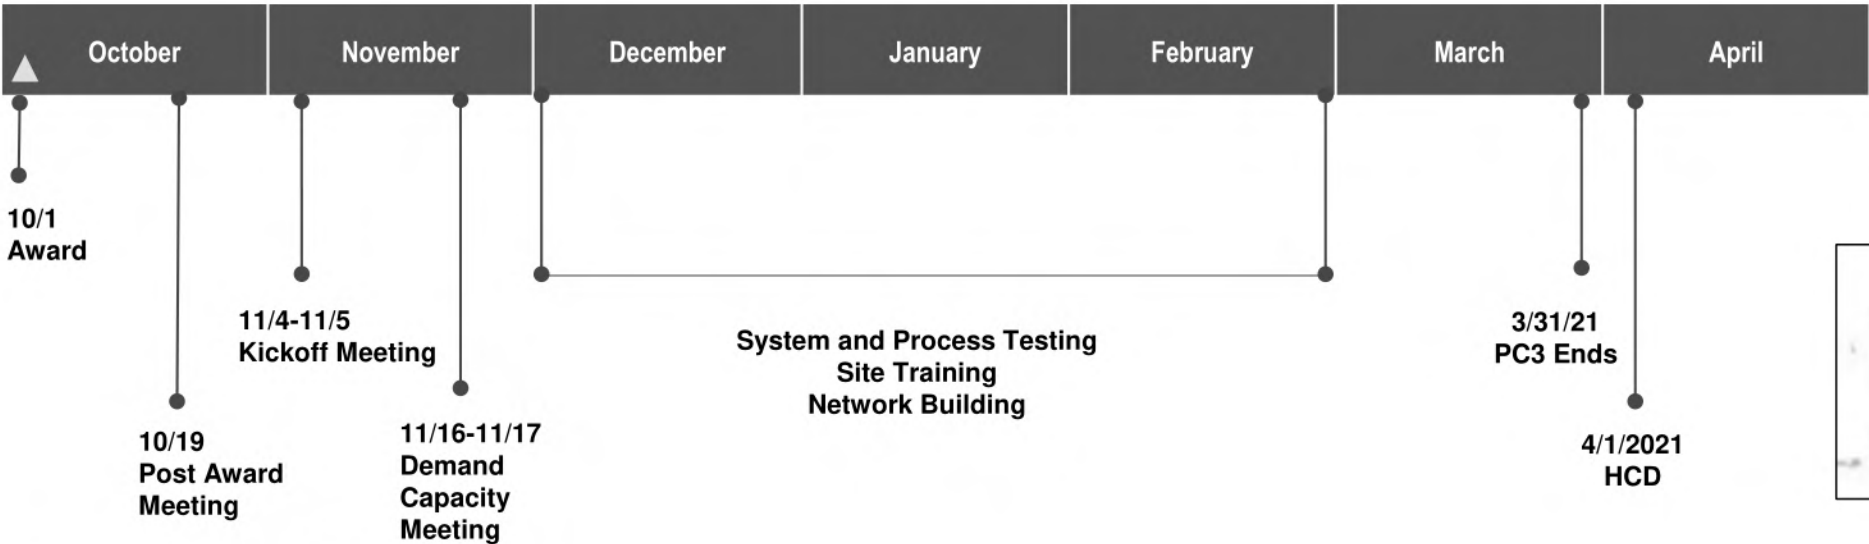 October
November
December
January
February
March
April
10/1
Award
10/19
Post Award
Meeting
11/4-11/5
Kickoff Meeting
11/16-11/17
Demand
Capacity
Meeting
System and Process Testing
Site Training
Network Building
3/31/21
PC3 Ends
4/1/2021
HCD